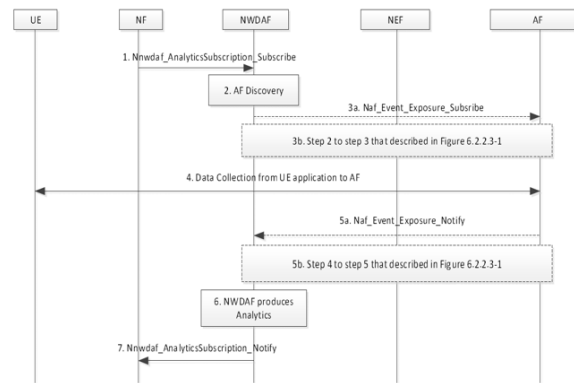 UE
NF
NWDAF
NEF
AF
1. Nnwdaf_AnalyticsSubscription_Subscribe
2. AF Discovery
3a. Naf_Event_Exposure_Subsribe
3b. Step 2 to step 3 that described in Figure 6.2.2.3-1
4. Data Collection from UE application to AF
5a. Naf_Event_Exposure_Notify
5b. Step 4 to step 5 that described in Figure 6.2.2.3-1
6. NWDAF produces
Analytics
7. Nnwdaf_AnalyticsSubscription_Notify